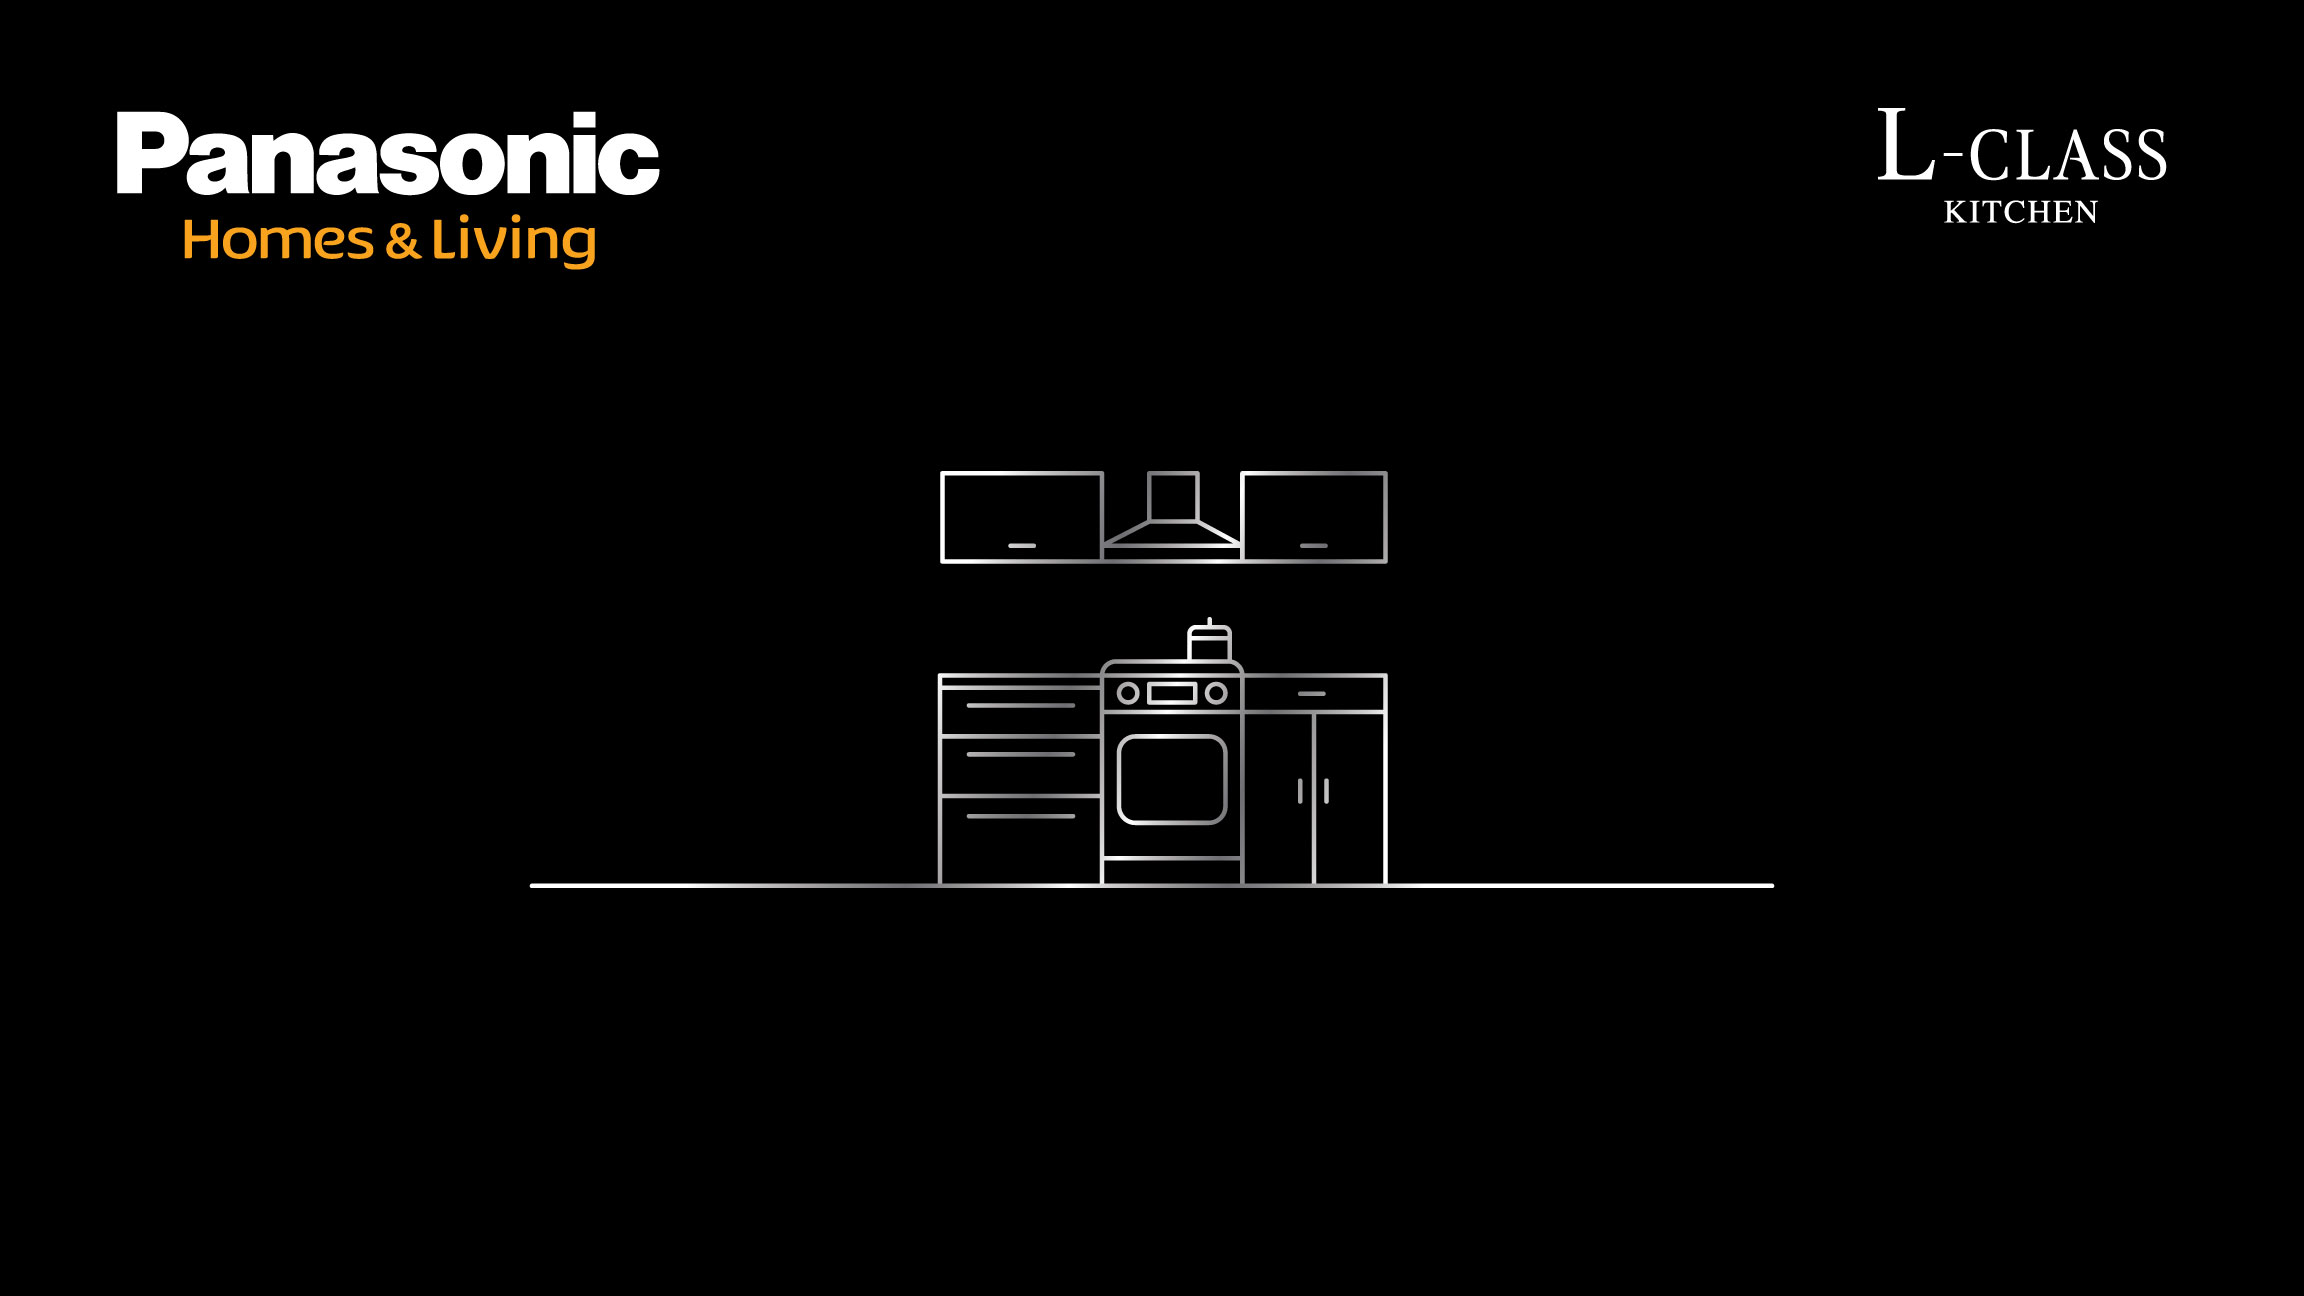 Panasonic
Homes & Living
L-CLASS
KITCHEN